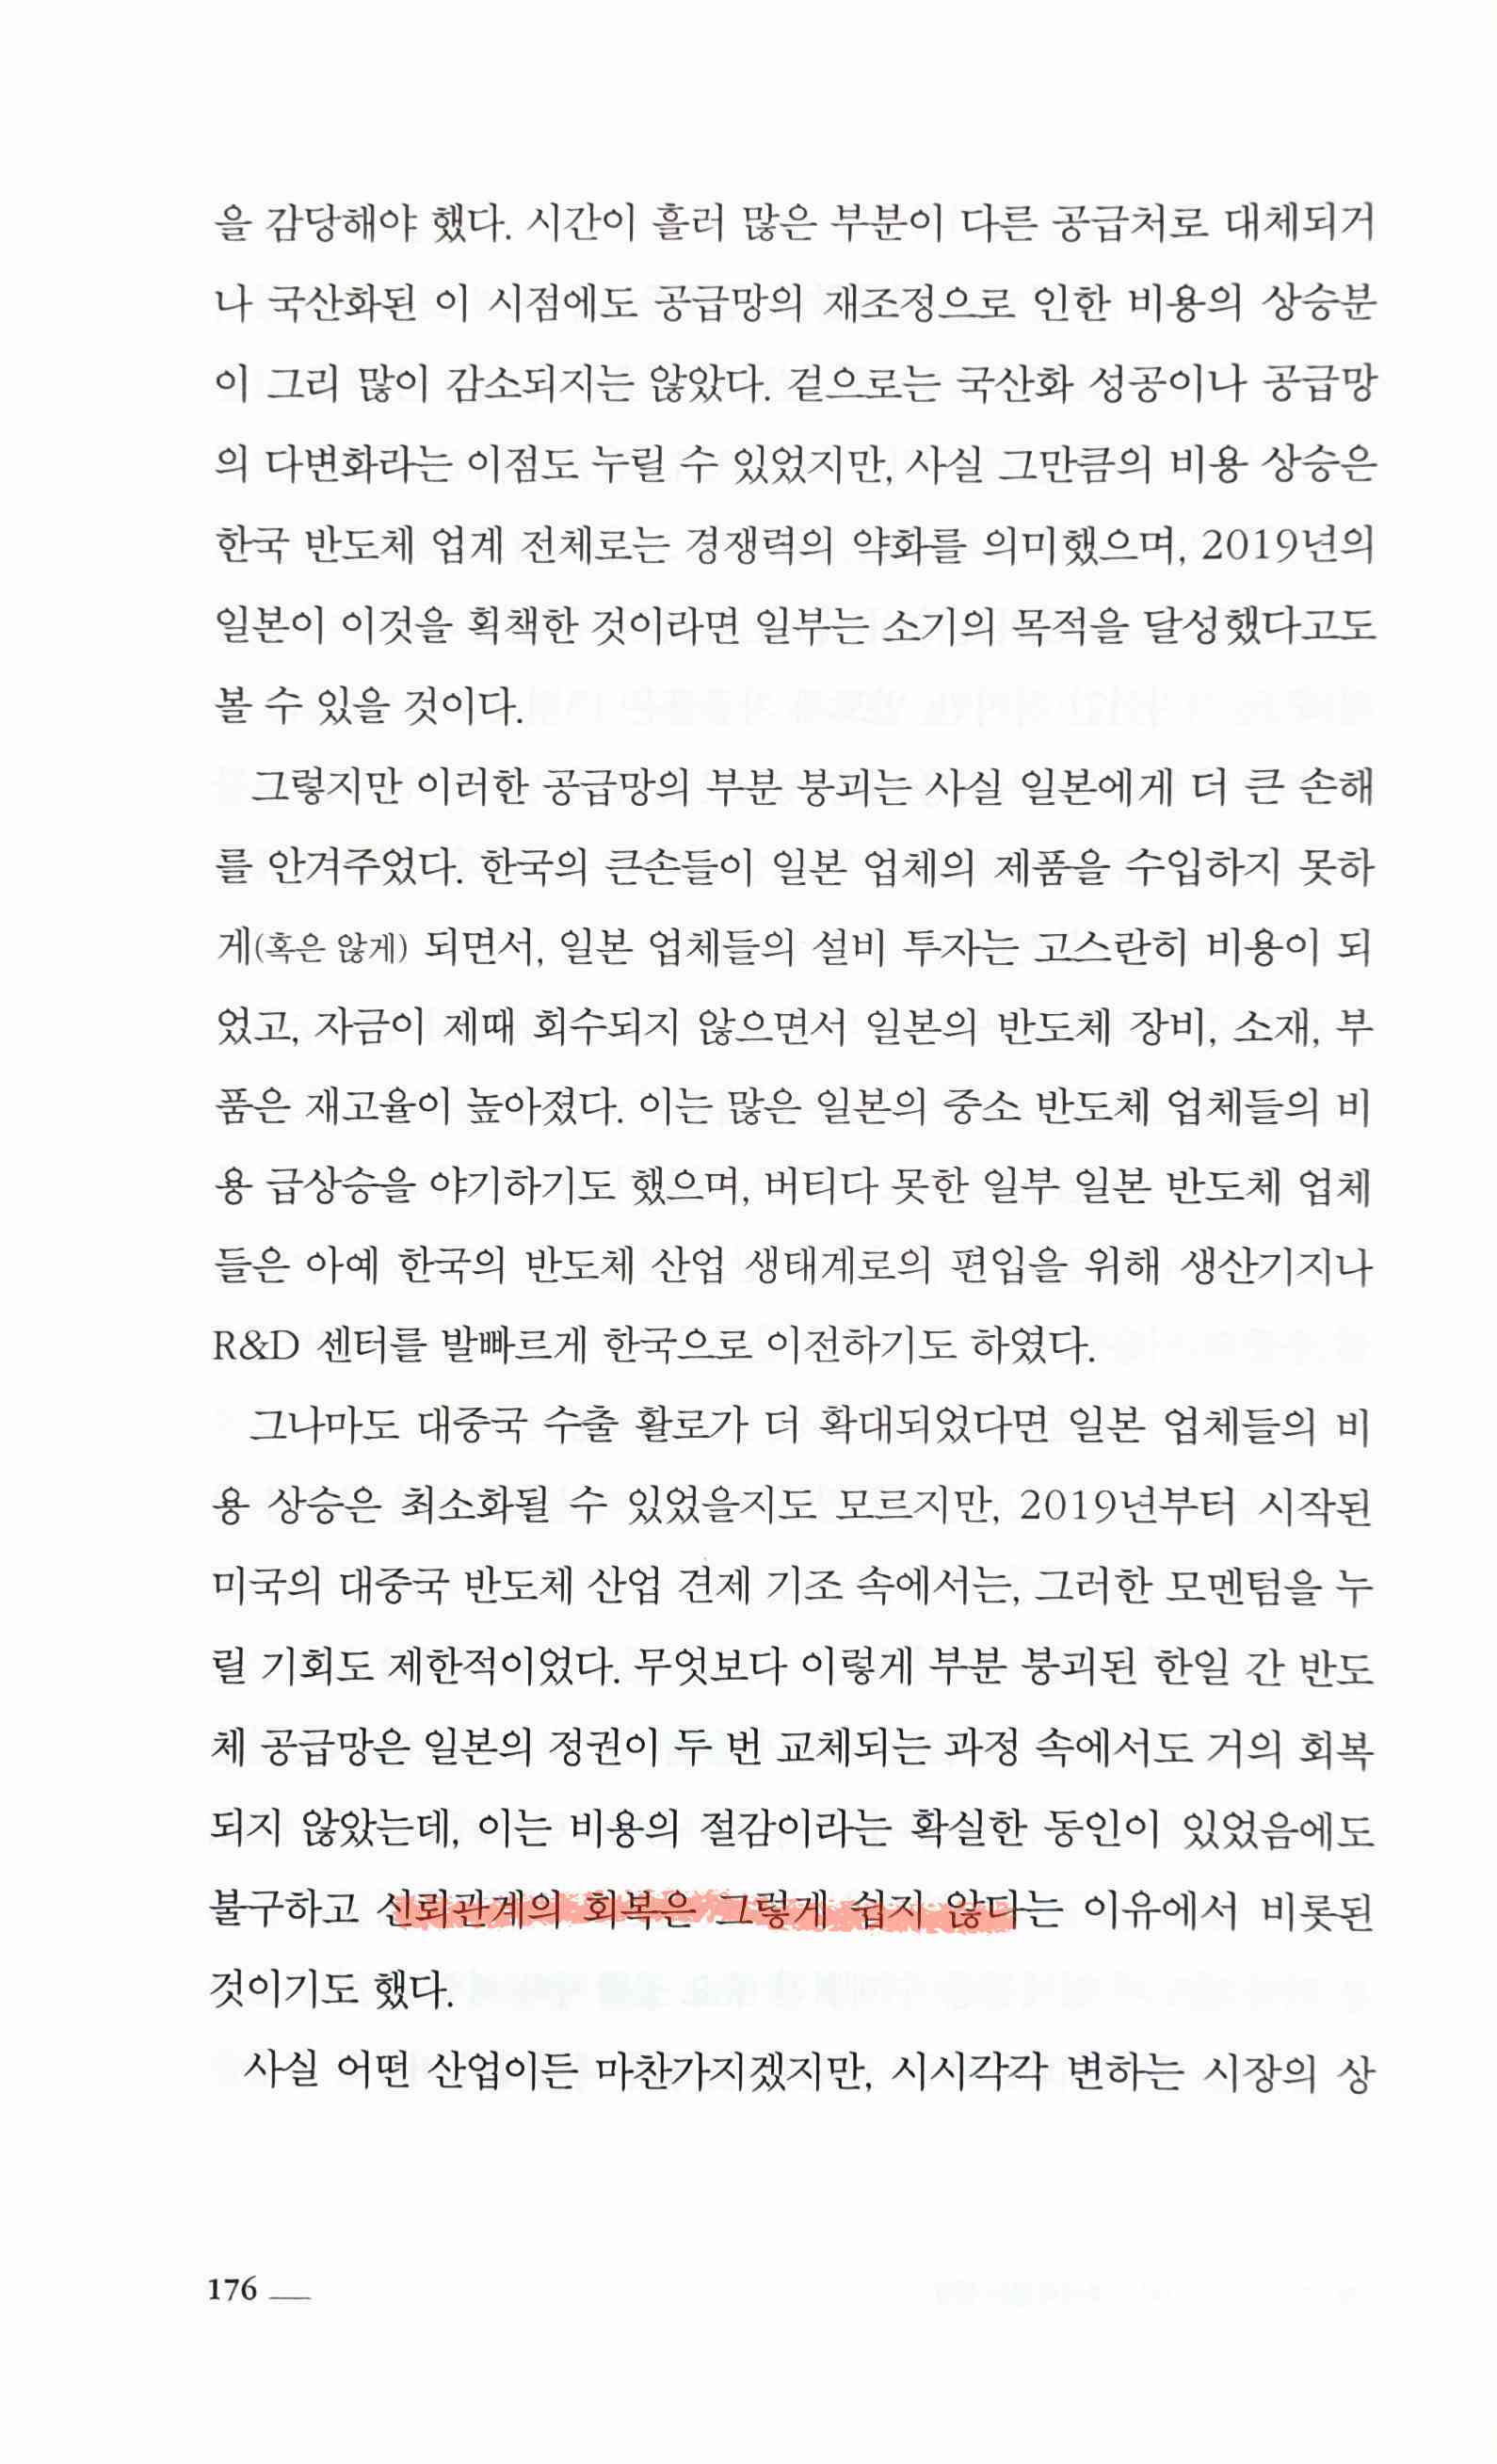 을 감당해야 했다. 시간이 흘러 많은 부분이 다른 공급처로 대체되거
나 국산화된 이 시점에도 공급망의 재조정으로 인한 비용의 상승분
이 그리 많이 감소되지는 않았다. 겉으로는 국산화 성공이나 공급망
의 다변화라는 이점도 누릴 수 있었지만, 사실 그만큼의 비용 상승은
한국 반도체 업계 전체로는 경쟁력의 약화를 의미했으며, 2019년의
일본이 이것을 획책한 것이라면 일부는 소기의 목적을 달성했다고도
볼 수 있을 것이다.
그렇지만 이러한 공급망의 부분 붕괴는 사실 일본에게 더 큰 손해
를 안겨주었다. 한국의 큰손들이 일본 업체의 제품을 수입하지 못하
게(혹은 않게) 되면서, 일본 업체들의 설비 투자는 고스란히 비용이 되
었고, 자금이 제때 회수되지 않으면서 일본의 반도체 장비, 소재, 부
품은 재고율이 높아졌다. 이는 많은 일본의 중소 반도체 업체들의 비
용 급상승을 야기하기도 했으며, 버티다 못한 일부 일본 반도체 업체
들은 아예 한국의 반도체 산업 생태계로의 편입을 위해 생산기지나
R&D 센터를 발빠르게 한국으로 이전하기도 하였다.
그나마도 대중국 수출 활로가 더 확대되었다면 일본 업체들의 비
용 상승은 최소화될 수 있었을지도 모르지만, 2019년부터 시작된
미국의 대중국 반도체 산업 견제 기조 속에서는, 그러한 모멘텀을 누
릴 기회도 제한적이었다. 무엇보다 이렇게 부분 붕괴된 한일 간 반도
체 공급망은 일본의 정권이 두 번 교체되는 과정 속에서도 거의 회복
되지 않았는데, 이는 비용의 절감이라는 확실한 동인이 있었음에도
불구하고 신뢰관계의 회복은 그렇게 쉽지 않다는 이유에서 비롯된
것이기도 했다.
사실 어떤 산업이든 마찬가지겠지만, 시시각각 변하는 시장의 상
176